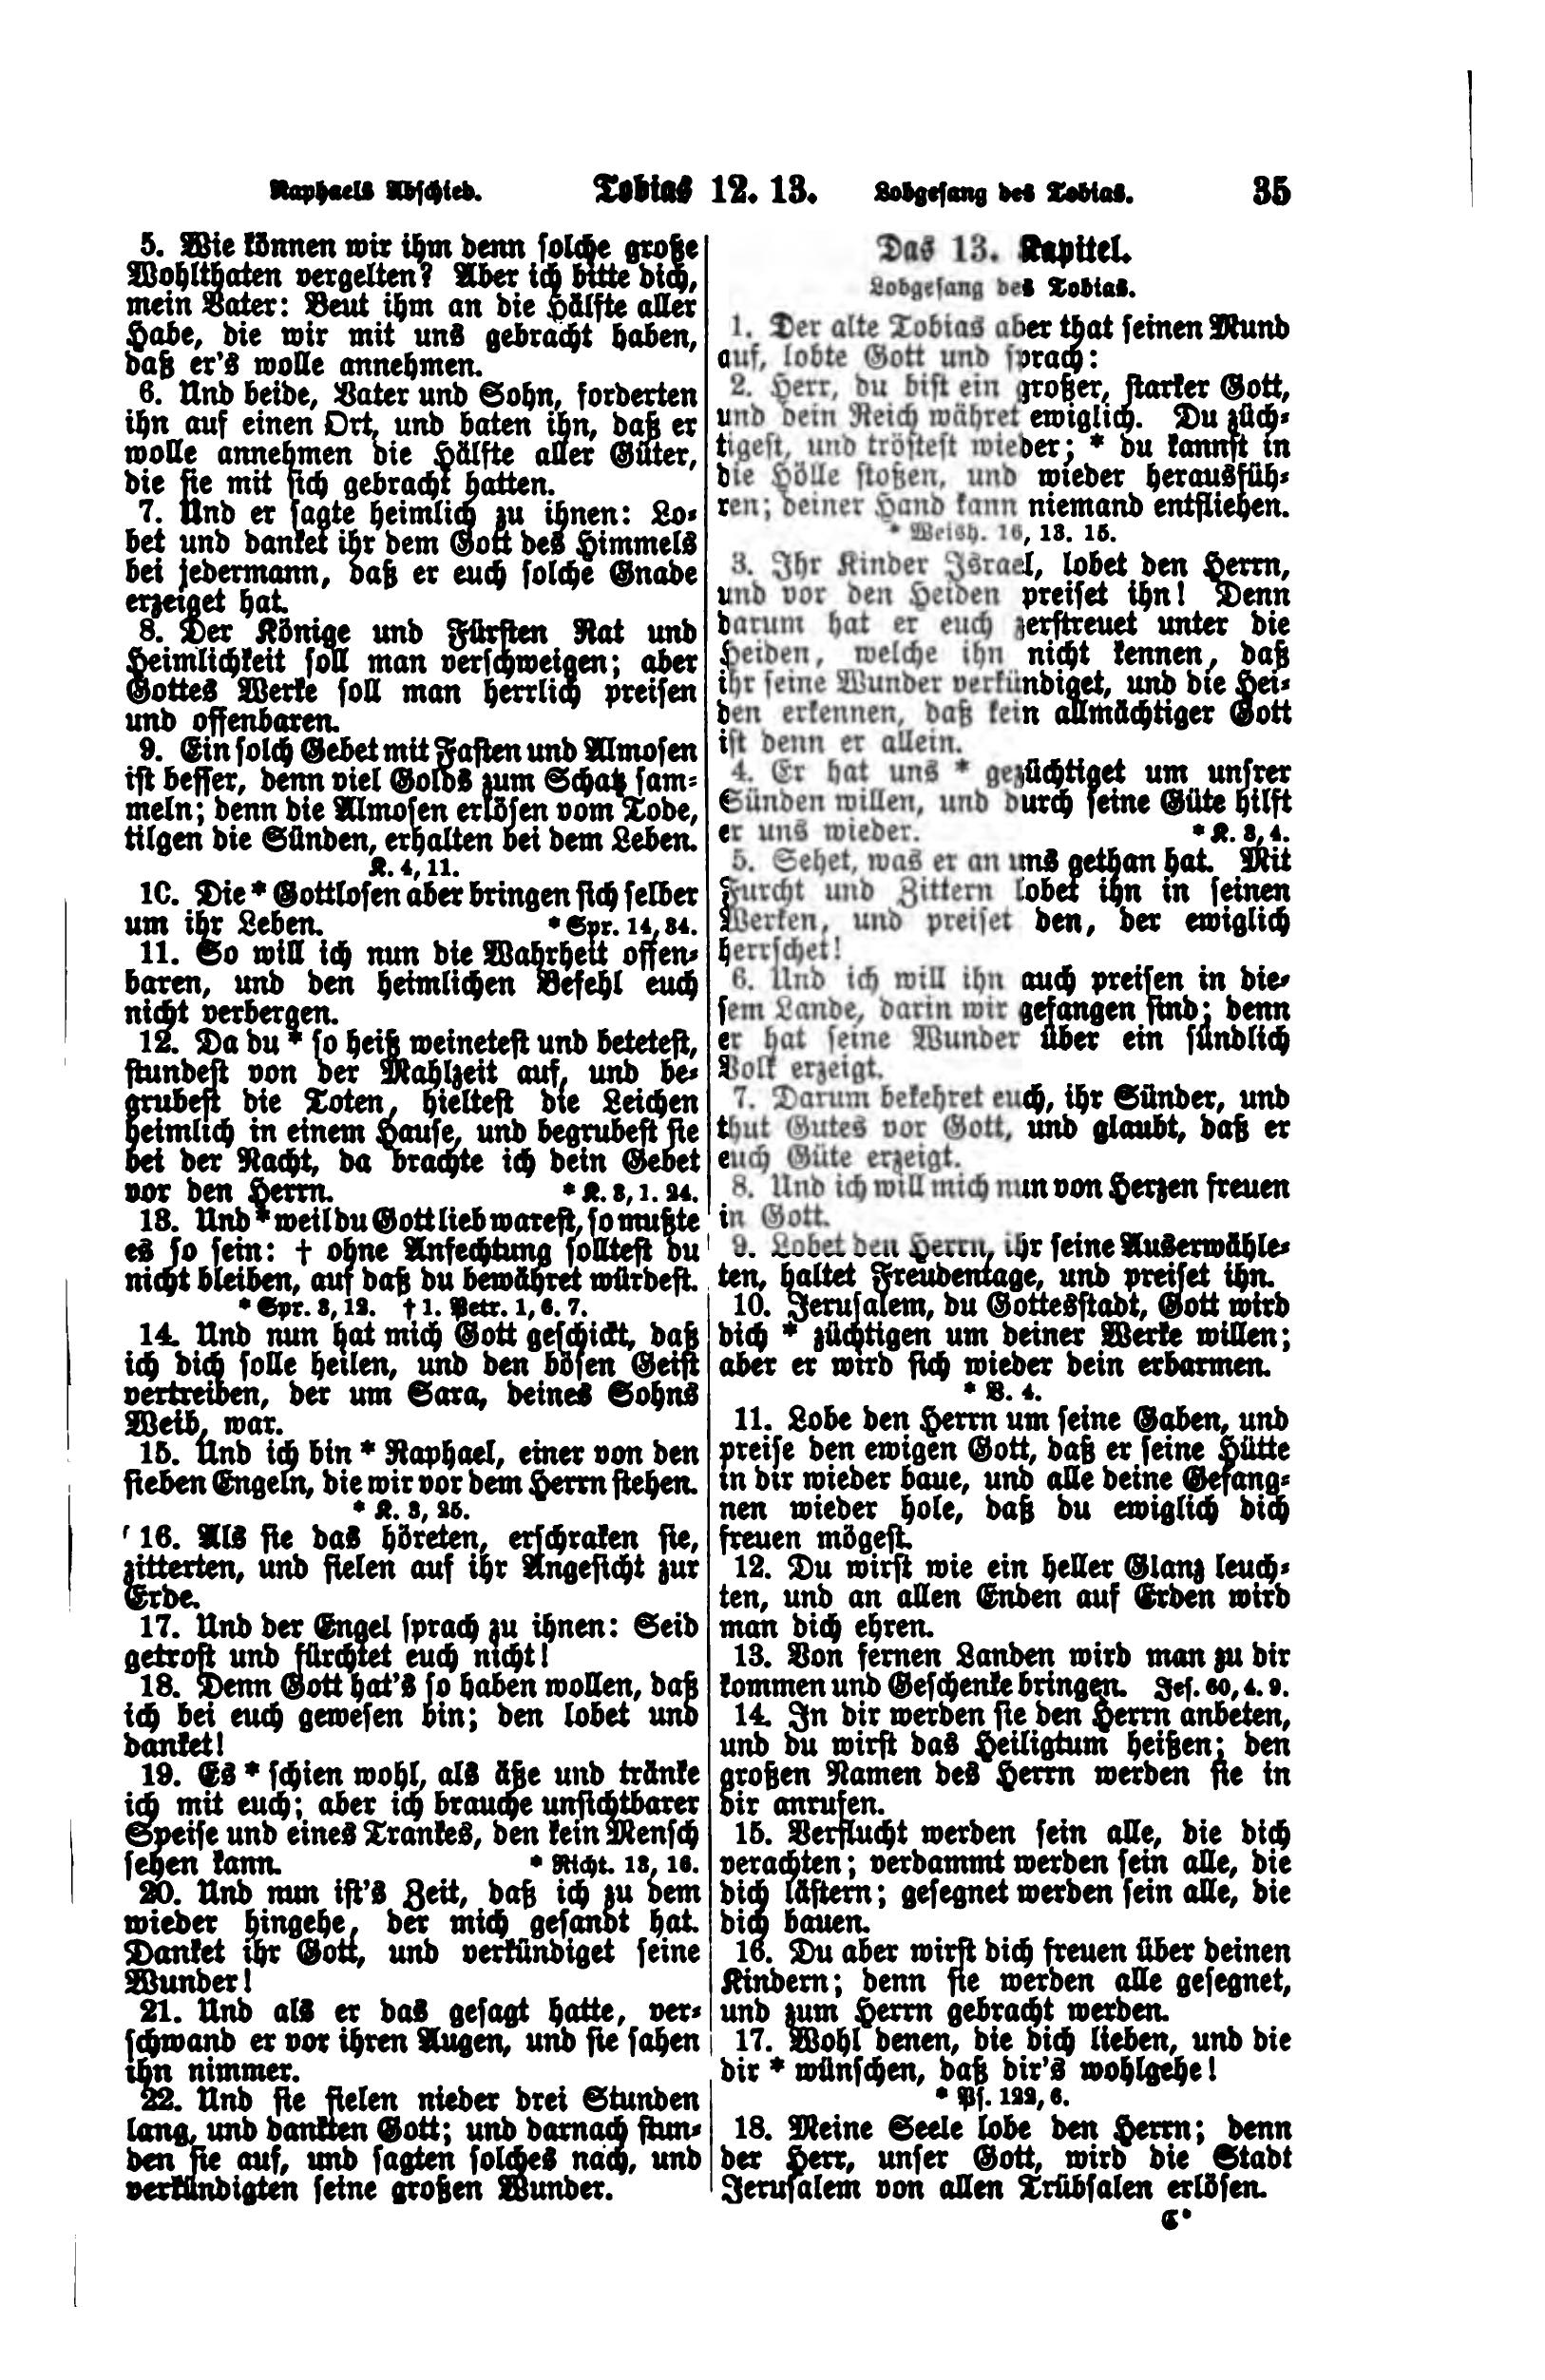 Raphaels Abschied. Tobias 12. 13. Lobgesang des Tobias. 35
5. Wie können wir ihm denn solche große
Wohlthaten vergelten? Aber ich bitte dich,
mein Vater: Beut ihm an die Hälfte aller
Habe, die wir mit uns gebracht haben,
daß er's wolle annehmen.
6. Und beide, Vater und Sohn, forderten
ihn auf einen Ort, und baten ihn, daß er
wolle annehmen die Hälfte aller Güter,
die sie mit sich gebracht hatten.
7. Und er sagte heimlich zu ihnen: Lo-
bet und danket ihr dem Gott des Himmels
bei jedermann, daß er euch solche Gnade
erzeiget hat.
8. Der Könige und Fürsten Rat und
Heimlichkeit soll man verschweigen; aber
Gottes Werke soll man herrlich preisen
und offenbaren.
9. Ein solch Gebet mit Fasten und Almosen
ist besser, denn viel Golds zum Schatz sam-
meln; denn die Almosen erlösen vom Tode,
tilgen die Sünden, erhalten bei dem Leben.
K. 4, 11.
10. Die * Gottlosen aber bringen sich selber
um ihr Leben. * Spr. 14, 34.
11. So will ich nun die Wahrheit offen-
baren, und den heimlichen Befehl euch
nicht verbergen.
12. Da du * so heiß weinetest und betetest,
stundest von der Mahlzeit auf, und be-
grubest die Toten, hieltest die Leichen
heimlich in einem Hause, und begrubest sie
bei der Nacht, da brachte ich dein Gebet
vor den Herrn. * K. 3, 1. 24.
13. Und * weil du Gott lieb warest, so mußte
es so sein: † ohne Anfechtung solltest du
nicht bleiben, auf daß du bewähret würdest.
* Spr. 3, 12. † 1. Petr. 1, 6. 7.
14. Und nun hat mich Gott geschickt, daß
ich dich solle heilen, und den bösen Geist
vertreiben, der um Sara, deines Sohns
Weib, war.
15. Und ich bin * Raphael, einer von den
sieben Engeln, die wir vor dem Herrn stehen.
* K. 3, 25.
16. Als sie das höreten, erschraken sie,
zitterten, und fielen auf ihr Angesicht zur
Erde.
17. Und der Engel sprach zu ihnen: Seid
getrost und fürchtet euch nicht!
18. Denn Gott hat's so haben wollen, daß
ich bei euch gewesen bin; den lobet und
danket!
19. Es * schien wohl, als äße und tränke
ich mit euch; aber ich brauche unsichtbarer
Speise und eines Trankes, den kein Mensch
sehen kann. * Richt. 13, 16.
20. Und nun ist's Zeit, daß ich zu dem
wieder hingehe, der mich gesandt hat.
Danket ihr Gott, und verkündiget seine
Wunder!
21. Und als er das gesagt hatte, ver-
schwand er vor ihren Augen, und sie sahen
ihn nimmer.
22. Und sie fielen nieder drei Stunden
lang, und dankten Gott; und darnach stun-
den sie auf, und sagten solches nach, und
verkündigten seine großen Wunder.
Das 13. Kapitel.
Lobgesang des Tobias.
1. Der alte Tobias aber that seinen Mund
auf, lobte Gott und sprach:
2. Herr, du bist ein großer, starker Gott,
und dein Reich währet ewiglich. Du züch-
tigest, und tröstest wieder; * du kannst in
die Hölle stoßen, und wieder herausfüh-
ren; deiner Hand kann niemand entfliehen.
* Weish. 16, 13. 15.
3. Ihr Kinder Israel, lobet den Herrn,
und vor den Heiden preiset ihn! Denn
darum hat er euch zerstreuet unter die
Heiden, welche ihn nicht kennen, daß
ihr seine Wunder verkündiget, und die Hei-
den erkennen, daß kein allmächtiger Gott
ist denn er allein.
4. Er hat uns * gezüchtiget um unsrer
Sünden willen, und durch seine Güte hilft
er uns wieder. * K. 3, 4.
5. Sehet, was er an uns gethan hat. Mit
Furcht und Zittern lobet ihn in seinen
Werken, und preiset den, der ewiglich
herrschet!
6. Und ich will ihn auch preisen in die-
sem Lande, darin wir gefangen sind; denn
er hat seine Wunder über ein sündlich
Volk erzeigt.
7. Darum bekehret euch, ihr Sünder, und
thut Gutes vor Gott, und glaubt, daß er
euch Güte erzeigt.
8. Und ich will mich nun von Herzen freuen
in Gott.
9. Lobet den Herrn, ihr seine Auserwähle-
ten, haltet Freudentage, und preiset ihn.
10. Jerusalem, du Gottesstadt, Gott wird
dich * züchtigen um deiner Werke willen;
aber er wird sich wieder dein erbarmen.
* V. 4.
11. Lobe den Herrn um seine Gaben, und
preise den ewigen Gott, daß er seine Hütte
in dir wieder baue, und alle deine Gefang-
nen wieder hole, daß du ewiglich dich
freuen mögest.
12. Du wirst wie ein heller Glanz leuch-
ten, und an allen Enden auf Erden wird
man dich ehren.
13. Von fernen Landen wird man zu dir
kommen und Geschenke bringen. Jes. 60, 4. 9.
14. In dir werden sie den Herrn anbeten,
und du wirst das Heiligtum heißen; den
großen Namen des Herrn werden sie in
dir anrufen.
15. Verflucht werden sein alle, die dich
verachten; verdammt werden sein alle, die
dich lästern; gesegnet werden sein alle, die
dich bauen.
16. Du aber wirst dich freuen über deinen
Kindern; denn sie werden alle gesegnet,
und zum Herrn gebracht werden.
17. Wohl denen, die dich lieben, und die
dir * wünschen, daß dir's wohlgehe!
* Ps. 122, 6.
18. Meine Seele lobe den Herrn; denn
der Herr, unser Gott, wird die Stadt
Jerusalem von allen Trübsalen erlösen.
C*